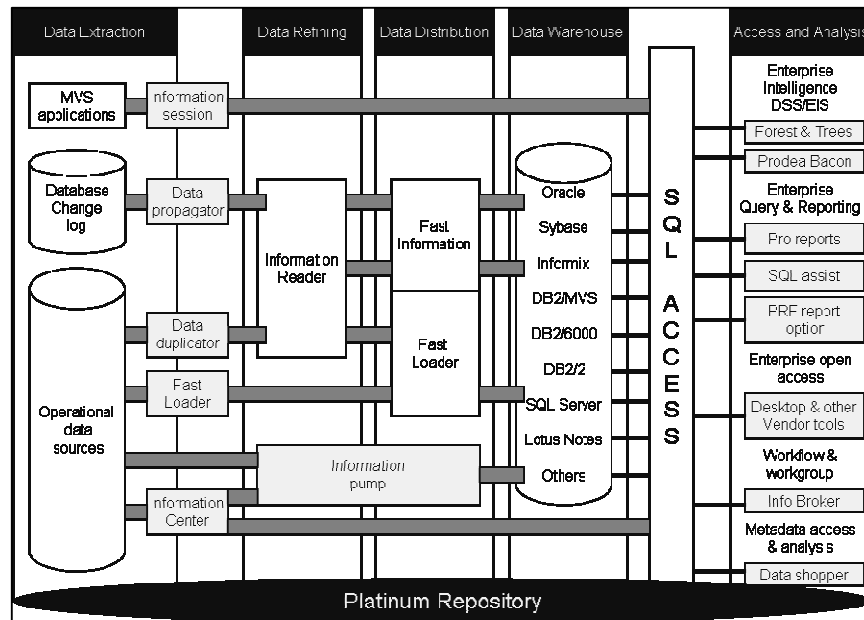 Data Extraction
Data Refining
Data Distribution
Data Warehouse
Access and Analysis
MVS
applications
nformation
session
Database
Change
log
Data
propagator
Operational
data
sources
Data
duplicator
Fast
Loader
nformation
Center
Information
Reader
Fast
Information
Fast
Loader
Information
pump
Oracle
Sybase
Informix
DB2/MVS
DB2/6000
DB2/2
SQL Server
Lotus Notes
Others
SQL ACCESS
Enterprise
Intelligence
DSS/EIS
Forest & Trees
Prodea Bacon
Enterprise
Query & Reporting
Pro reports
SQL assist
PRF report
option
Enterprise open
access
Desktop & other
Vendor tools
Workflow &
workgroup
Info Broker
Metadata access
& analysis
Data shopper
Platinum Repository